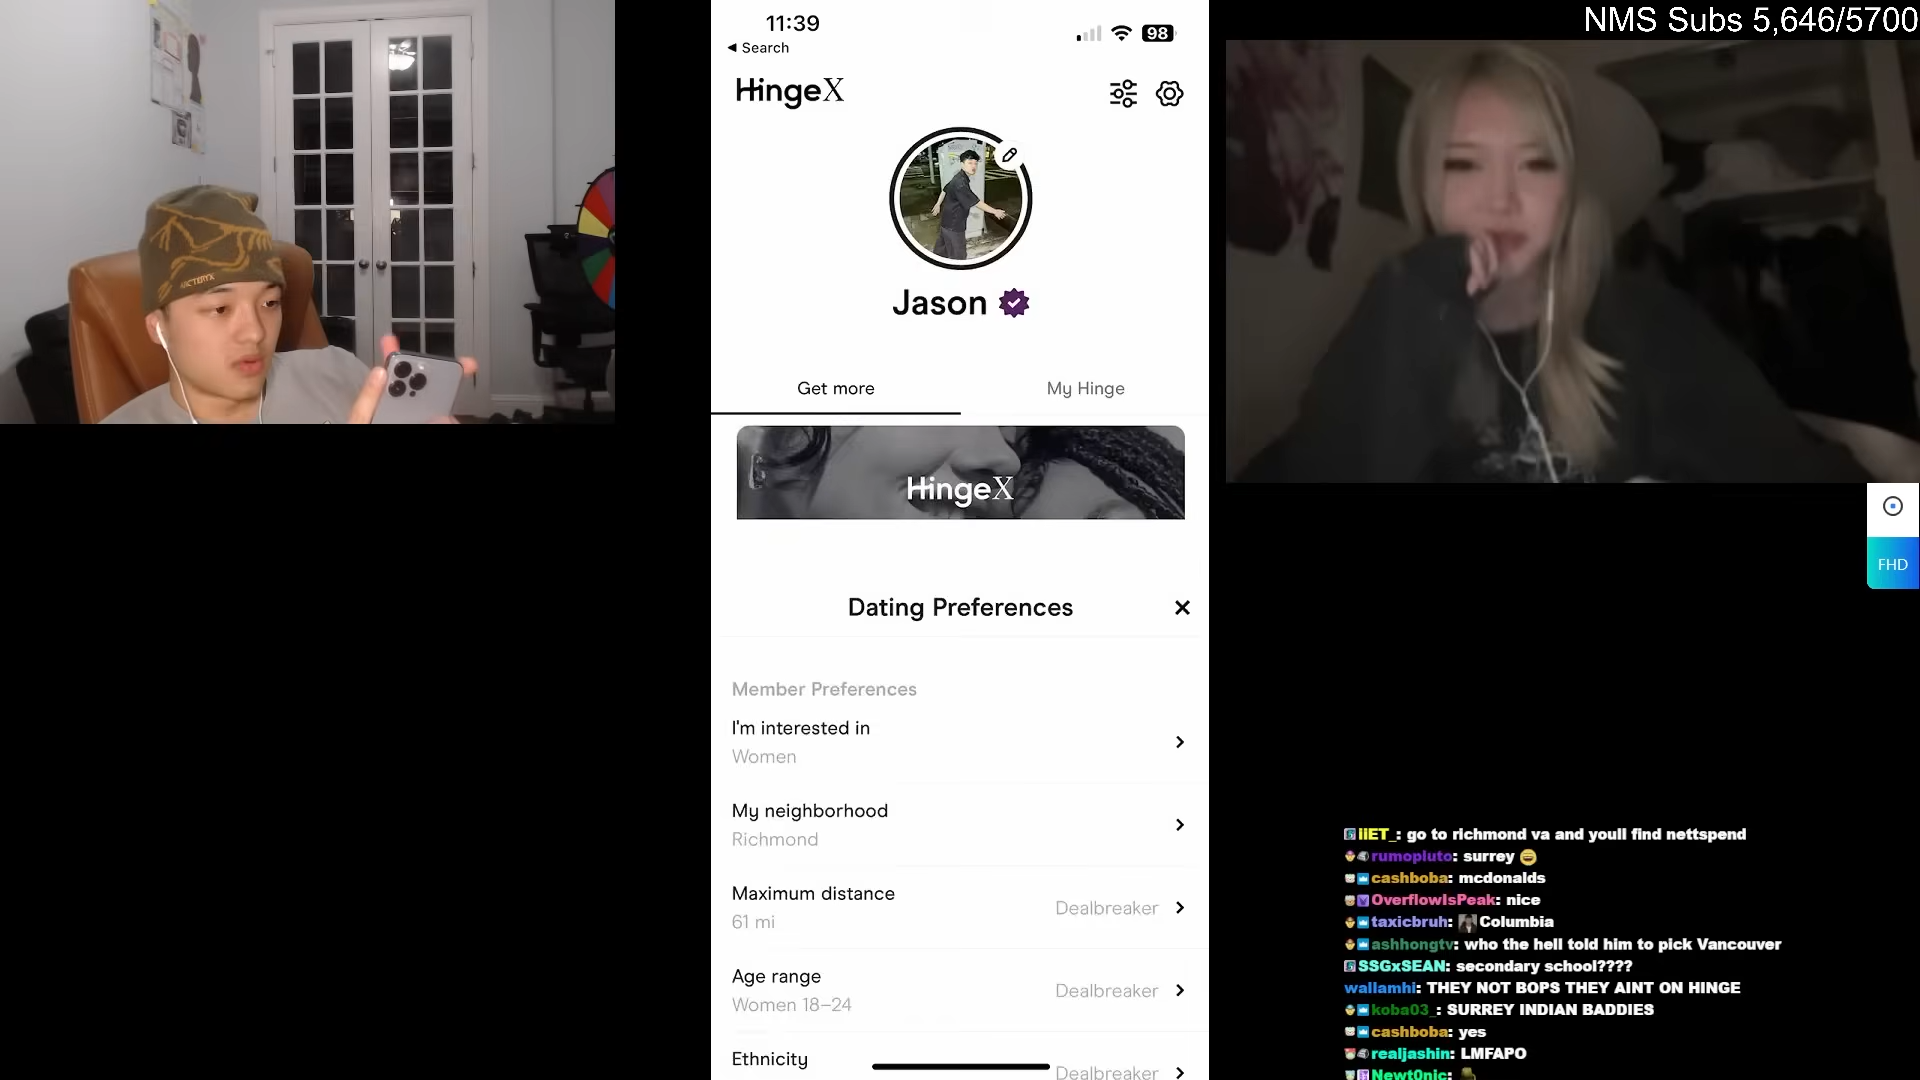 NMS Subs 5,646/5700
11:39
98
Search
HingeX
ARC'TERYX
Jason
Get more
My Hinge
HingeX
FHD
Dating Preferences
Member Preferences
I'm interested in
Women
My neighborhood
Richmond
Maximum distance
61 mi
Dealbreaker
Age range
Women 18–24
Dealbreaker
Ethnicity
Dealbreaker
iiET_: go to richmond va and youll find nettspend
rumopluto: surrey
cashboba: mcdonalds
OverflowIsPeak: nice
taxicbruh: Columbia
ashhongtv: who the hell told him to pick Vancouver
SSGxSEAN: secondary school????
wallamhi: THEY NOT BOPS THEY AINT ON HINGE
koba03_: SURREY INDIAN BADDIES
cashboba: yes
realjashin: LMFAPO
Newt0nic: